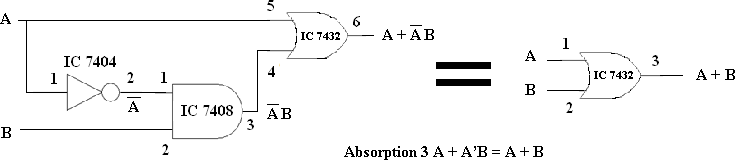 A
5
IC 7432
6
A + A̅ B
4
IC 7404
1
2
A̅
1
IC 7408
3
A̅ B
B
2
A
1
IC 7432
3
A + B
B
2
Absorption 3 A + A'B = A + B